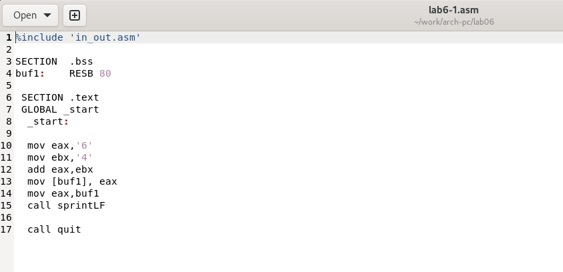 Open
lab6-1.asm
~/work/arch-pc/lab06
1 %include 'in_out.asm'
2
3 SECTION  .bss
4 buf1:    RESB 80
5
6  SECTION .text
7  GLOBAL _start
8   _start:
9
10   mov eax,'6'
11   mov ebx,'4'
12   add eax,ebx
13   mov [buf1], eax
14   mov eax,buf1
15   call sprintLF
16
17   call quit